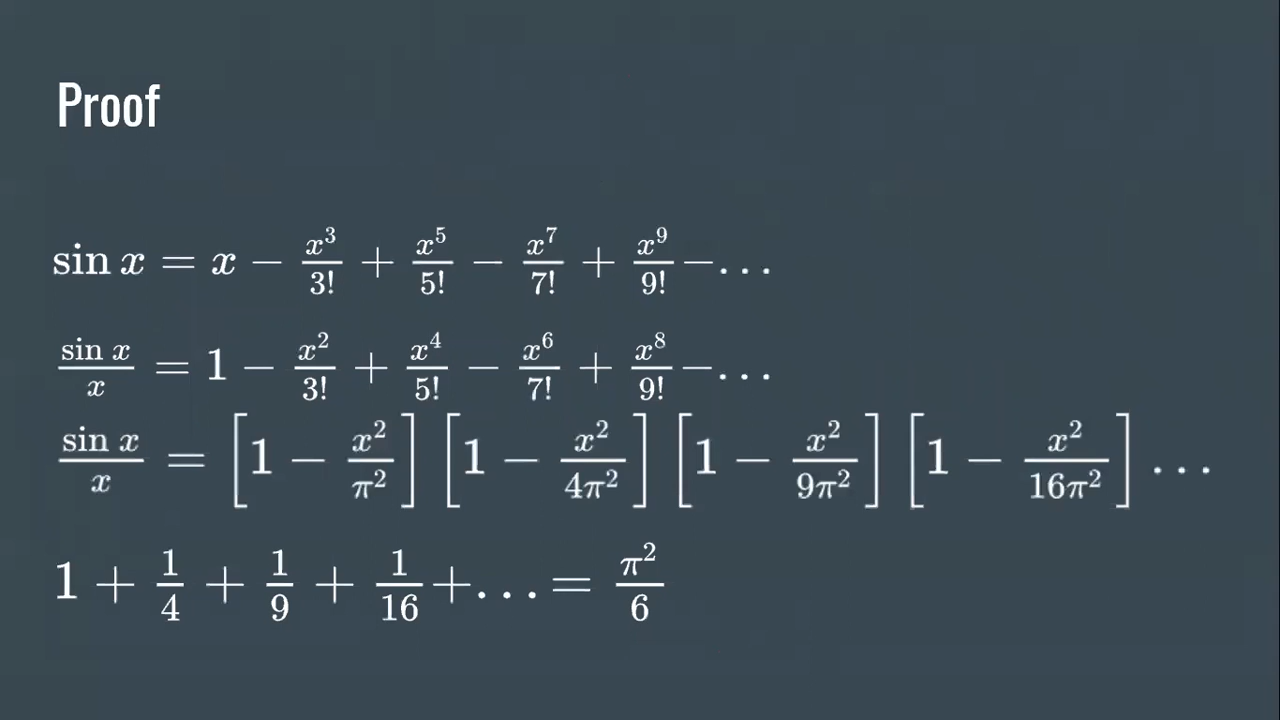 Proof
sin x = x − x³/3! + x⁵/5! − x⁷/7! + x⁹/9! −...
sin x/x = 1 − x²/3! + x⁴/5! − x⁶/7! + x⁸/9! −...
sin x/x = [1 − x²/π²] [1 − x²/4π²] [1 − x²/9π²] [1 − x²/16π²] ...
1 + 1/4 + 1/9 + 1/16 +... = π²/6